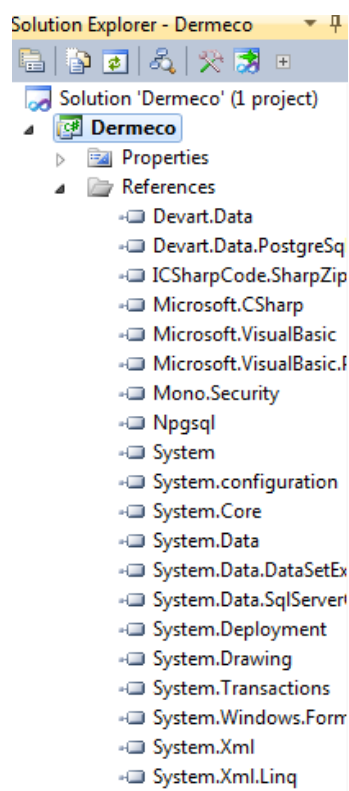 Solution Explorer - Dermeco
Solution 'Dermeco' (1 project)
Dermeco
Properties
References
Devart.Data
Devart.Data.PostgreSq
ICSharpCode.SharpZip
Microsoft.CSharp
Microsoft.VisualBasic
Microsoft.VisualBasic.
Mono.Security
Npgsql
System
System.configuration
System.Core
System.Data
System.Data.DataSetEx
System.Data.SqlServer
System.Deployment
System.Drawing
System.Transactions
System.Windows.Form
System.Xml
System.Xml.Linq